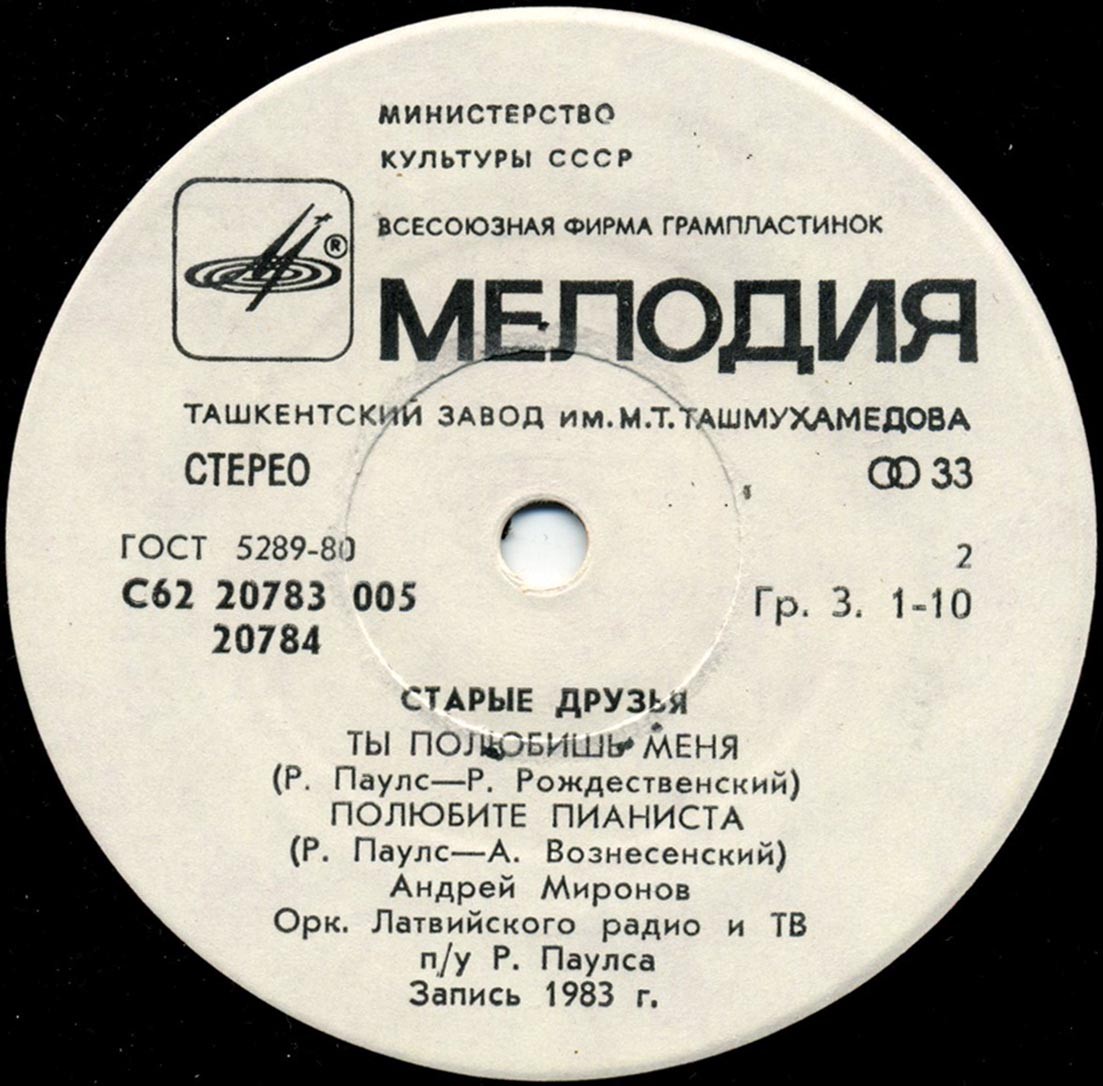 МИНИСТЕРСТВО
КУЛЬТУРЫ СССР
ВСЕСОЮЗНАЯ ФИРМА ГРАМПЛАСТИНОК
®
МЕЛОДИЯ
ТАШКЕНТСКИЙ ЗАВОД им. М.Т. ТАШМУХАМЕДОВА
СТЕРЕО
33
ГОСТ 5289-80
2
С62 20783 005
Гр. 3. 1-10
20784
СТАРЫЕ ДРУЗЬЯ
ТЫ ПОЛЮБИШЬ МЕНЯ
(Р. Паулс—Р. Рождественский)
ПОЛЮБИТЕ ПИАНИСТА
(Р. Паулс—А. Вознесенский)
Андрей Миронов
Орк. Латвийского радио и ТВ
п/у Р. Паулса
Запись 1983 г.